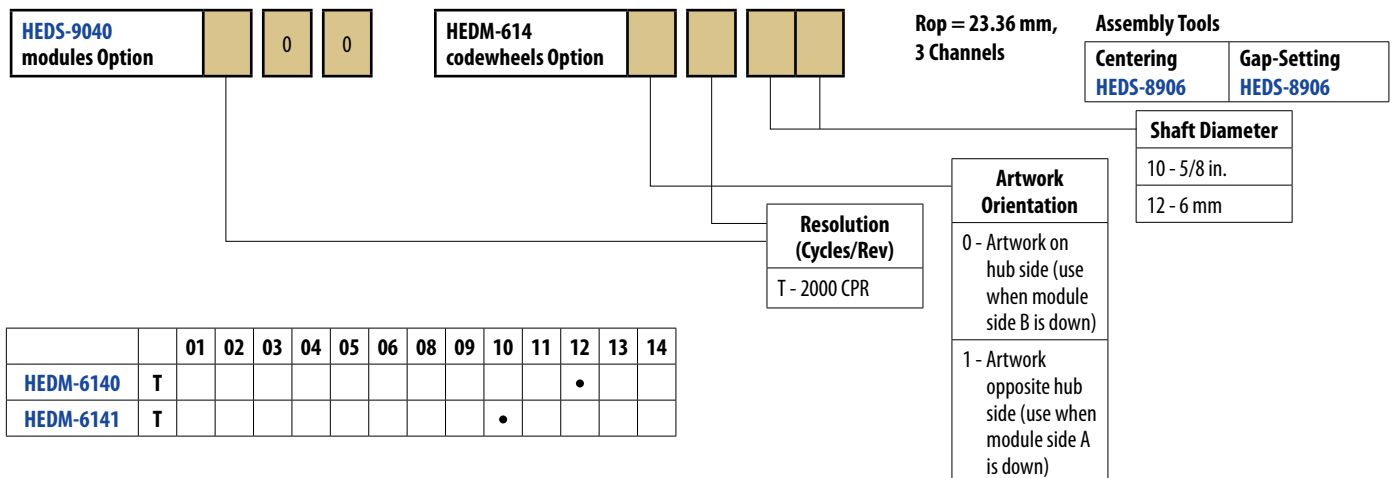 HEDS-9040
modules Option
0
0
HEDM-614
codewheels Option
Rop = 23.36 mm,
3 Channels
Assembly Tools
Centering
HEDS-8906
Gap-Setting
HEDS-8906
Shaft Diameter
10 - 5/8 in.
12 - 6 mm
Artwork
Orientation
0 - Artwork on
hub side (use
when module
side B is down)
1 - Artwork
opposite hub
side (use when
module side A
is down)
Resolution
(Cycles/Rev)
T - 2000 CPR
01 02 03 04 05 06 08 09 10 11 12 13 14
HEDM-6140 T •
HEDM-6141 T •